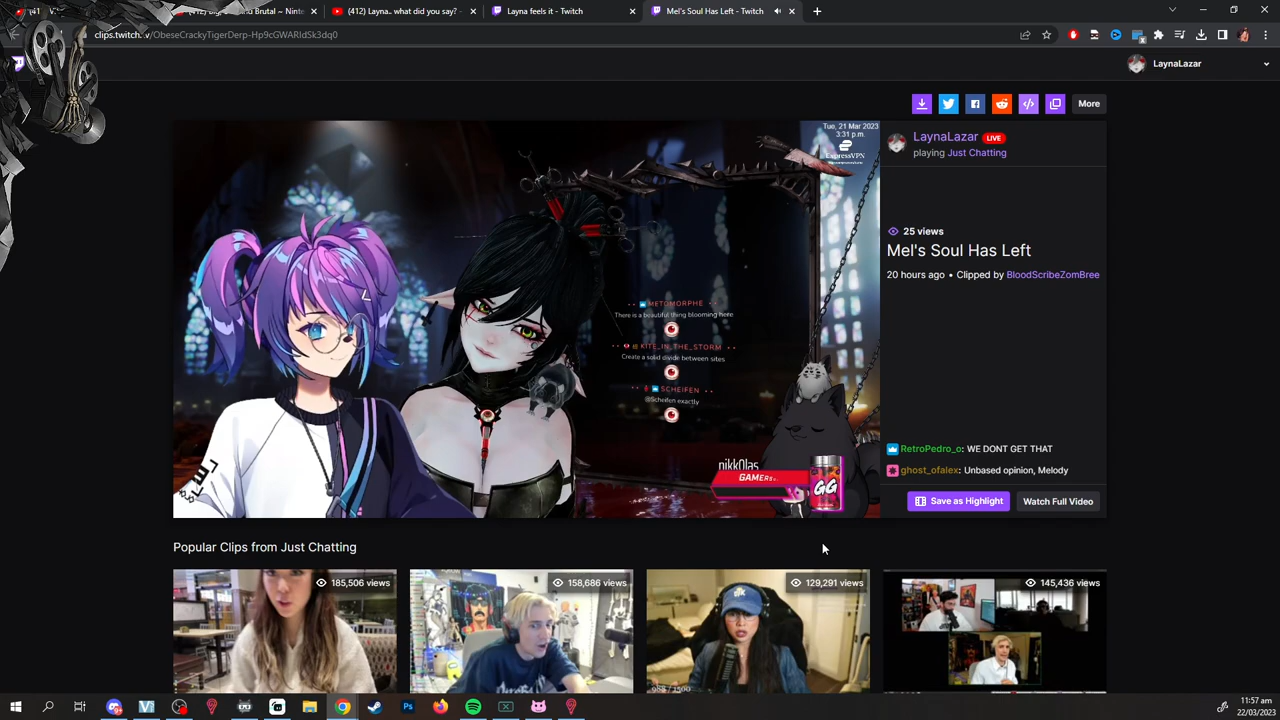 (412) Layna.. what did you say?
Layna feels it - Twitch
Mel's Soul Has Left - Twitch
clips.twitch.tv/ObeseCrackyTigerDerp-Hp9cGWARIdSk3dq0
LaynaLazar
More
Tue, 21 Mar 2023
3:31 p.m.
ExpressVPN
METOMORPHE
There is a beautiful thing blooming here
KITE_IN_THE_STORM
Create a solid divide between sites
SCHEIFEN
@Scheifen exactly
nikk0las
GAMERS
GG
LaynaLazar LIVE
playing Just Chatting
25 views
Mel's Soul Has Left
20 hours ago • Clipped by BloodScribeZomBree
RetroPedro_o: WE DONT GET THAT
ghost_ofalex: Unbased opinion, Melody
Save as Highlight
Watch Full Video
Popular Clips from Just Chatting
185,506 views
158,686 views
129,291 views
145,436 views
11:57 am
22/03/2023